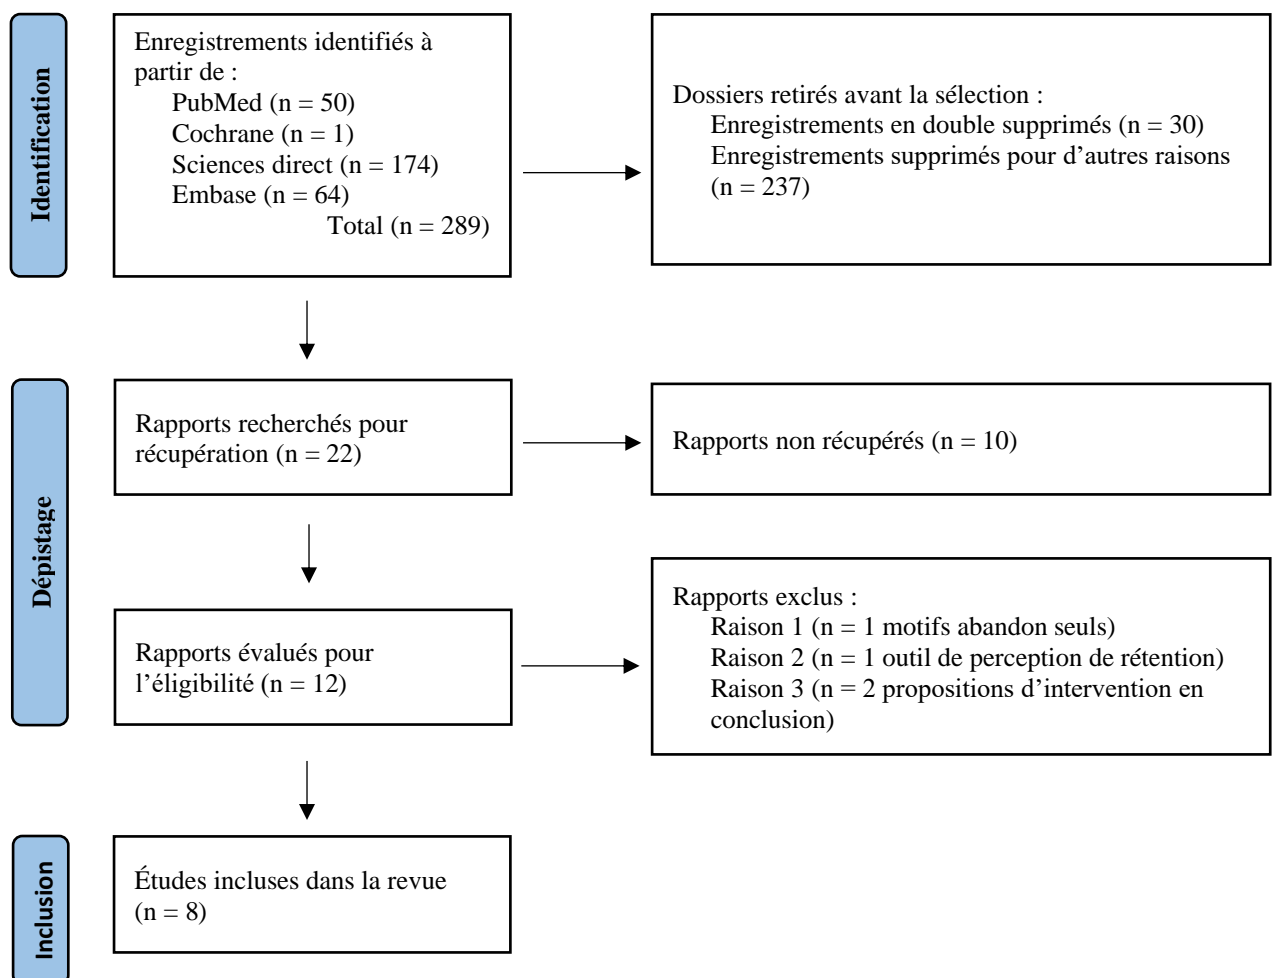 Identification
Enregistrements identifiés à
partir de :
PubMed (n = 50)
Cochrane (n = 1)
Sciences direct (n = 174)
Embase (n = 64)
Total (n = 289)
Dossiers retirés avant la sélection :
Enregistrements en double supprimés (n = 30)
Enregistrements supprimés pour d’autres raisons
(n = 237)
Dépistage
Rapports recherchés pour
récupération (n = 22)
Rapports non récupérés (n = 10)
Rapports évalués pour
l’éligibilité (n = 12)
Rapports exclus :
Raison 1 (n = 1 motifs abandon seuls)
Raison 2 (n = 1 outil de perception de rétention)
Raison 3 (n = 2 propositions d’intervention en
conclusion)
Inclusion
Études incluses dans la revue
(n = 8)